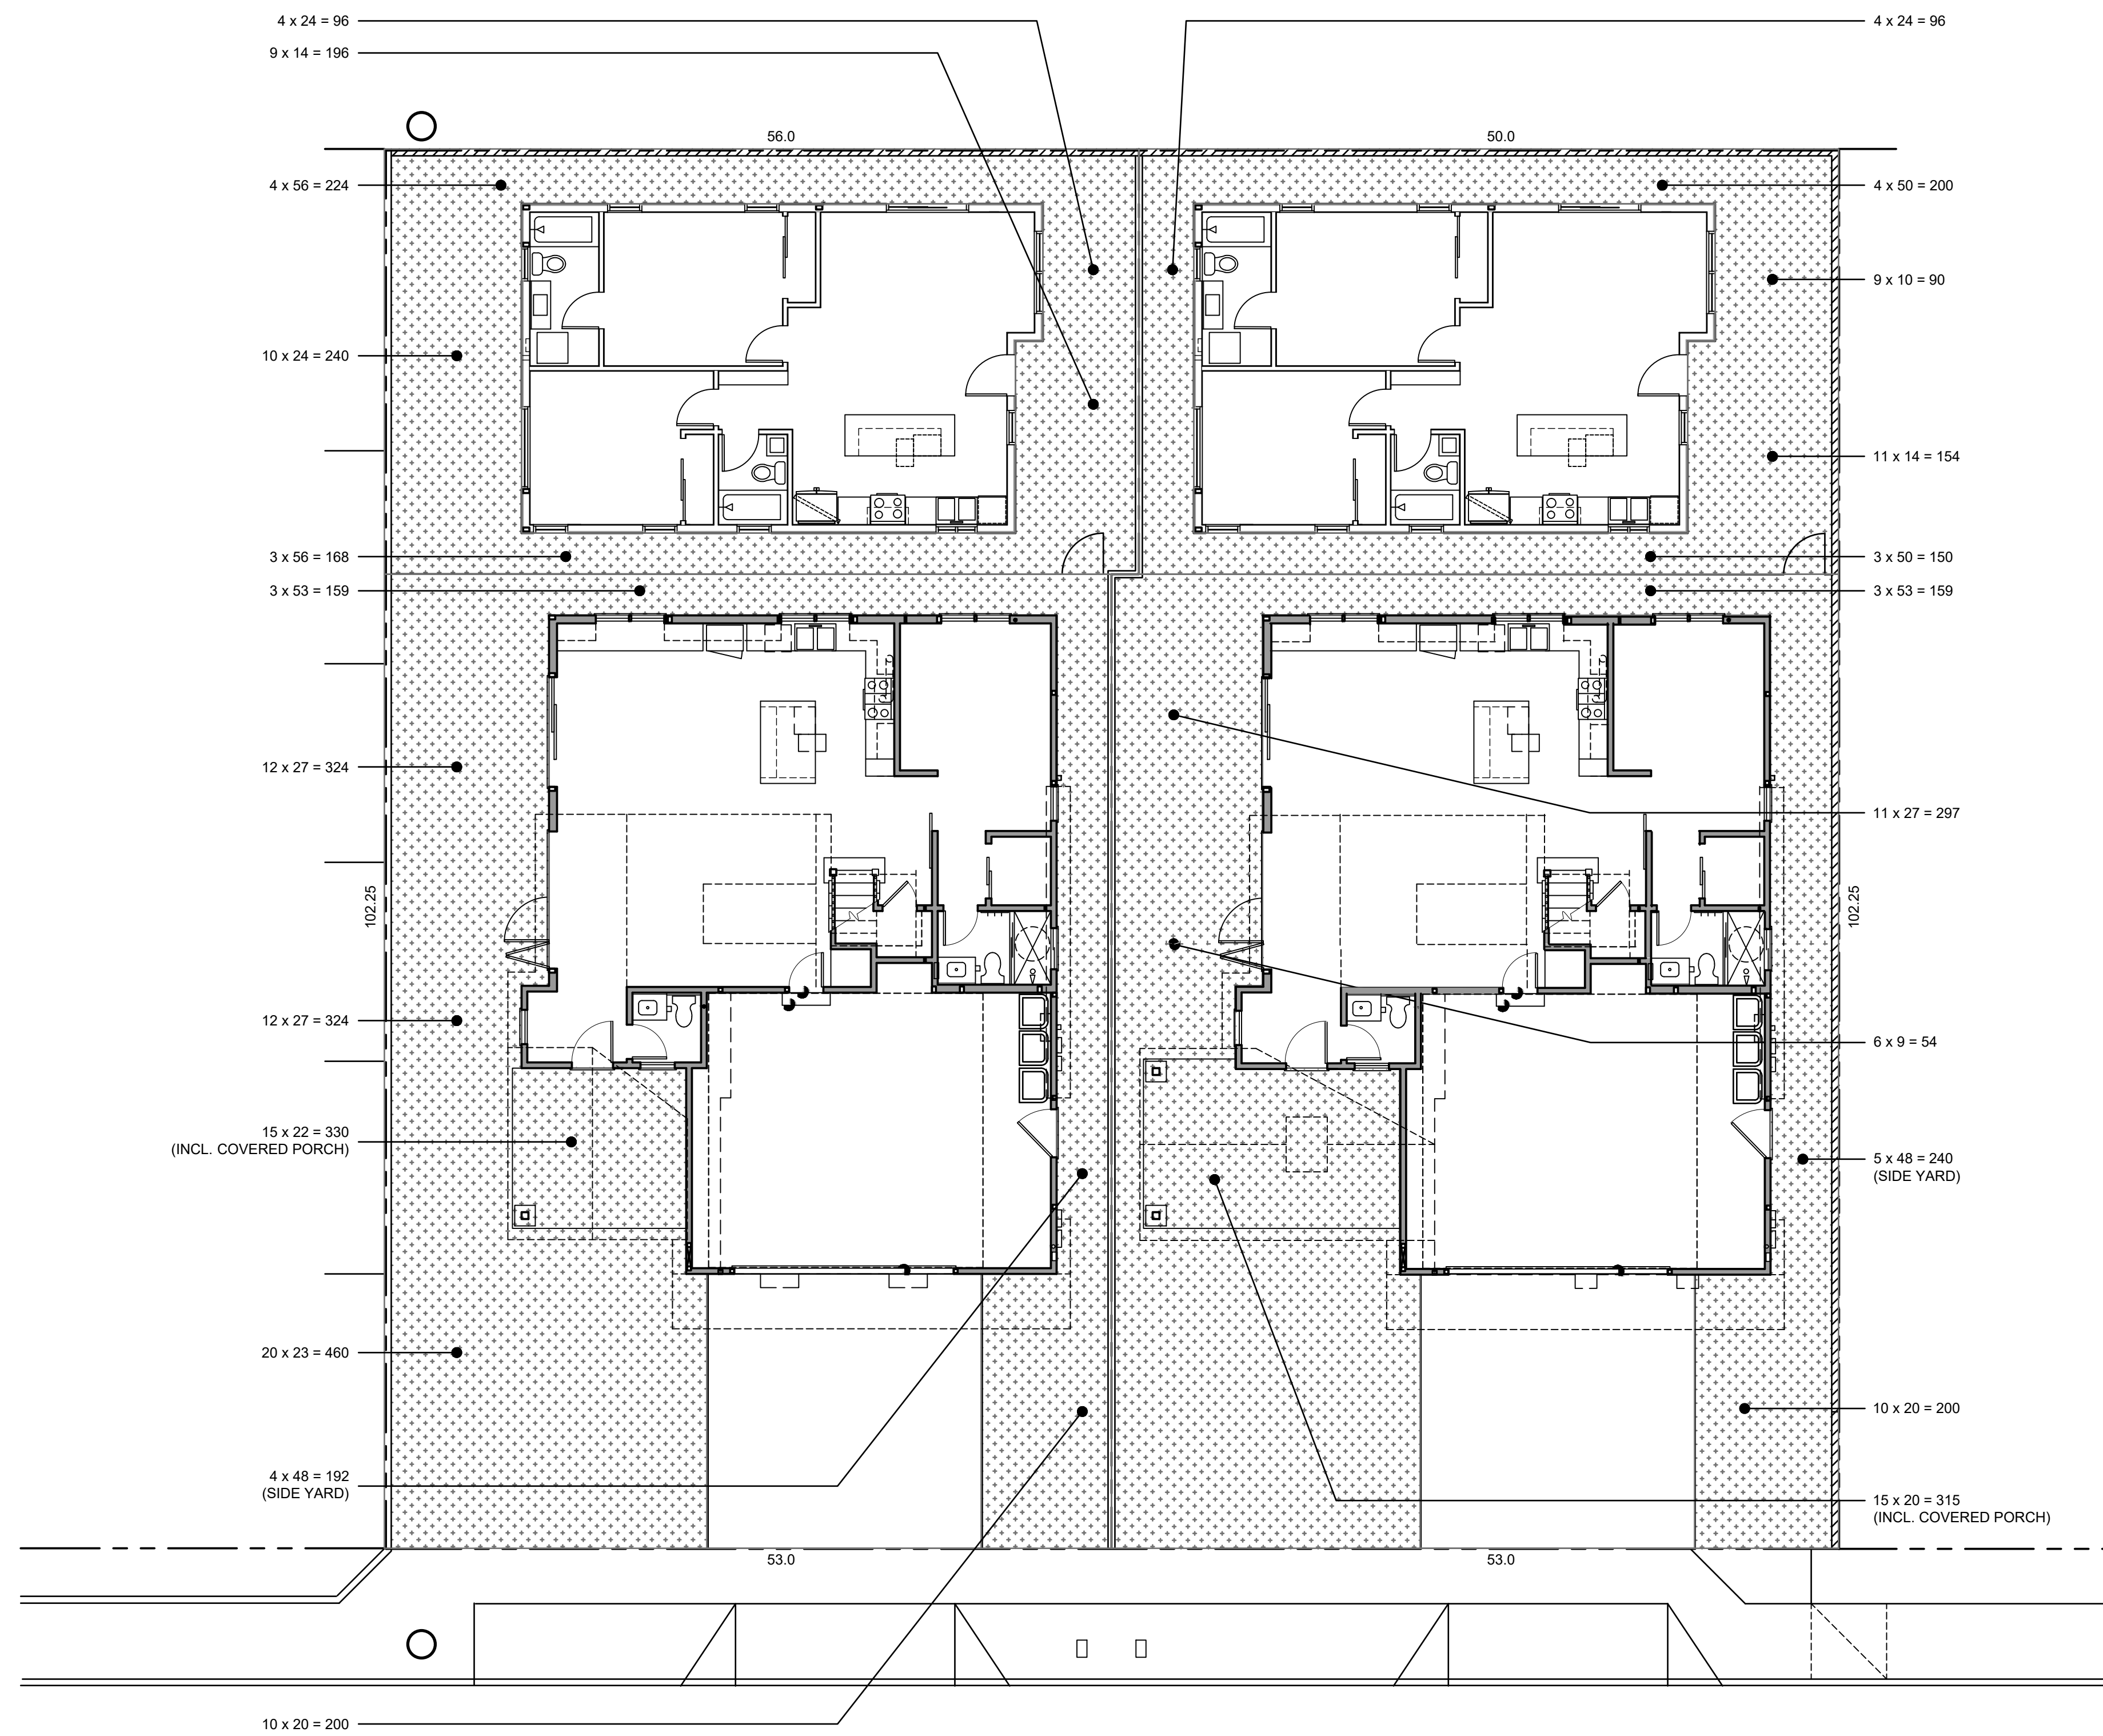 4 x 24 = 96
4 x 24 = 96
9 x 14 = 196
56.0
50.0
4 x 56 = 224
4 x 50 = 200
9 x 10 = 90
10 x 24 = 240
11 x 14 = 154
3 x 56 = 168
3 x 50 = 150
3 x 53 = 159
3 x 53 = 159
12 x 27 = 324
11 x 27 = 297
102.25
102.25
12 x 27 = 324
6 x 9 = 54
15 x 22 = 330
(INCL. COVERED PORCH)
5 x 48 = 240
(SIDE YARD)
20 x 23 = 460
10 x 20 = 200
4 x 48 = 192
(SIDE YARD)
15 x 20 = 315
(INCL. COVERED PORCH)
53.0
53.0
10 x 20 = 200